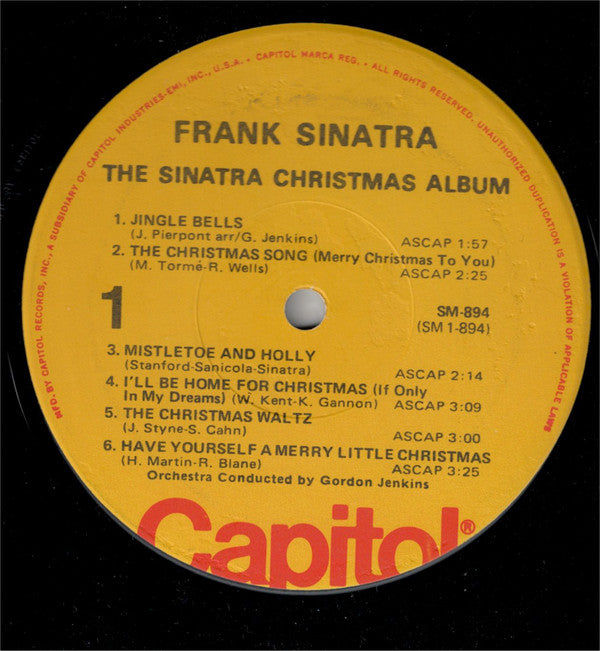 MFD. BY CAPITOL RECORDS, INC., A SUBSIDIARY OF CAPITOL INDUSTRIES-EMI, INC., U.S.A. • CAPITOL MARCA REG. • ALL RIGHTS RESERVED. UNAUTHORIZED DUPLICATION IS A VIOLATION OF APPLICABLE LAWS
FRANK SINATRA
THE SINATRA CHRISTMAS ALBUM
1. JINGLE BELLS
(J. Pierpont arr/G. Jenkins) ASCAP 1:57
2. THE CHRISTMAS SONG (Merry Christmas To You)
(M. Tormé-R. Wells) ASCAP 2:25
1
SM-894
(SM 1-894)
3. MISTLETOE AND HOLLY
(Stanford-Sanicola-Sinatra) ASCAP 2:14
4. I'LL BE HOME FOR CHRISTMAS (If Only
In My Dreams) (W. Kent-K. Gannon) ASCAP 3:09
5. THE CHRISTMAS WALTZ
(J. Styne-S. Cahn) ASCAP 3:00
6. HAVE YOURSELF A MERRY LITTLE CHRISTMAS
(H. Martin-R. Blane) ASCAP 3:25
Orchestra Conducted by Gordon Jenkins
Capitol®